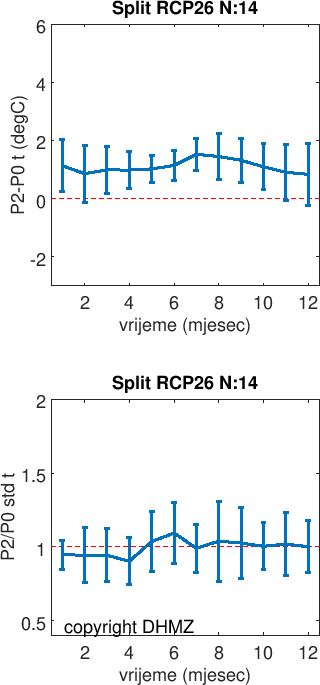 Split RCP26 N:14
6
4
2
0
-2
P2-P0 t (degC)
2 4 6 8 10 12
vrijeme (mjesec)
Split RCP26 N:14
2
1.5
1
0.5
P2/P0 std t
copyright DHMZ
2 4 6 8 10 12
vrijeme (mjesec)